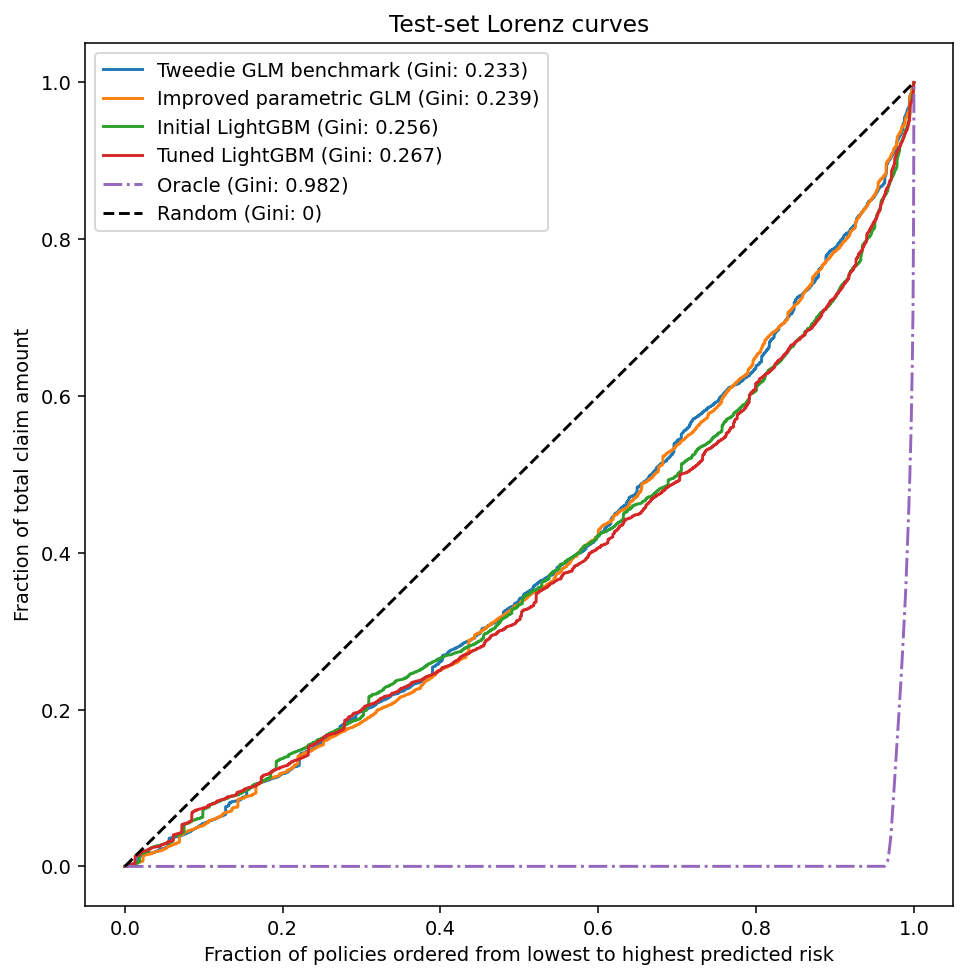 Test-set Lorenz curves
Tweedie GLM benchmark (Gini: 0.233)
Improved parametric GLM (Gini: 0.239)
Initial LightGBM (Gini: 0.256)
Tuned LightGBM (Gini: 0.267)
Oracle (Gini: 0.982)
Random (Gini: 0)
Fraction of total claim amount
1.0
0.8
0.6
0.4
0.2
0.0
0.0 0.2 0.4 0.6 0.8 1.0
Fraction of policies ordered from lowest to highest predicted risk